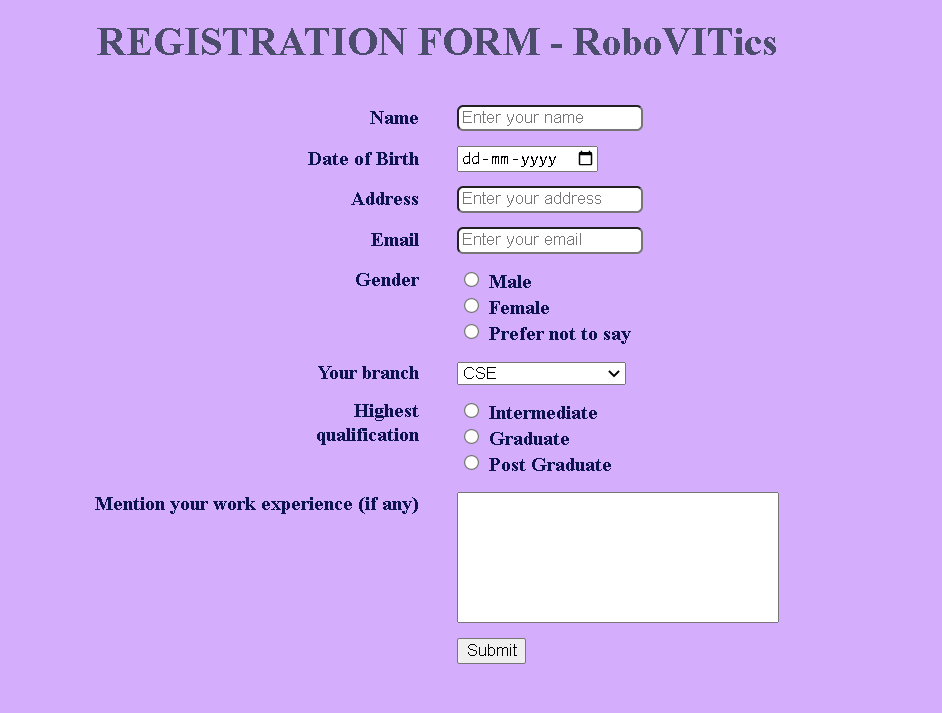 REGISTRATION FORM - RoboVITics
Name Enter your name
Date of Birth dd-mm-yyyy
Address Enter your address
Email Enter your email
Gender Male
Female
Prefer not to say
Your branch CSE
Highest Intermediate
qualification Graduate
Post Graduate
Mention your work experience (if any)
Submit